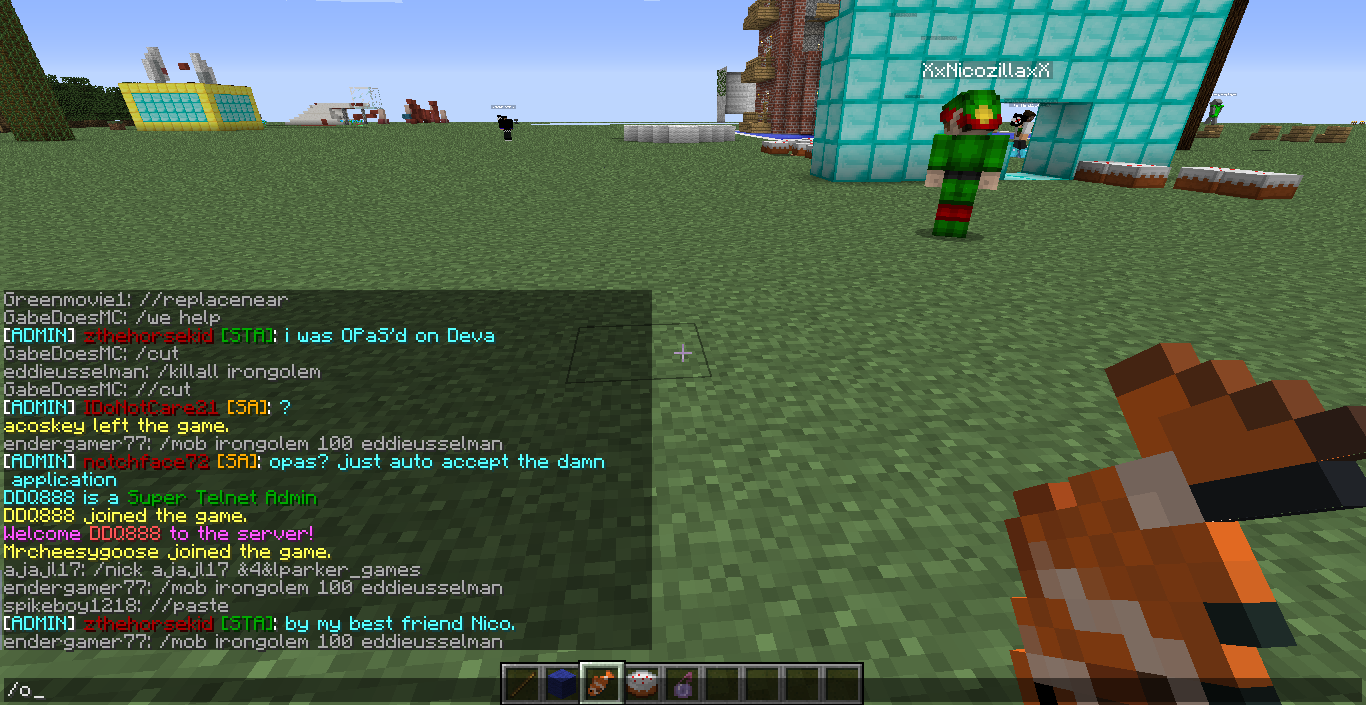 XxNicozillaxX
Greenmovie1: //replacenear
GabeDoesMC: /we help
[ADMIN] zthehorsekid [STA]: i was OPaS'd on Deva
GabeDoesMC: /cut
eddieusselman: /killall irongolem
GabeDoesMC: //cut
[ADMIN] IDoNotCare21 [SA]: ?
acoskey left the game.
endergamer77: /mob irongolem 100 eddieusselman
[ADMIN] notchface72 [SA]: opas? just auto accept the damn
application
DDQ888 is a Super Telnet Admin
DDQ888 joined the game.
Welcome DDQ888 to the server!
Mrcheesygoose joined the game.
ajajl17: /nick ajajl17 &4&lparker_games
endergamer77: /mob irongolem 100 eddieusselman
spikeboy1218: //paste
[ADMIN] zthehorsekid [STA]: by my best friend Nico.
endergamer77: /mob irongolem 100 eddieusselman
/o_